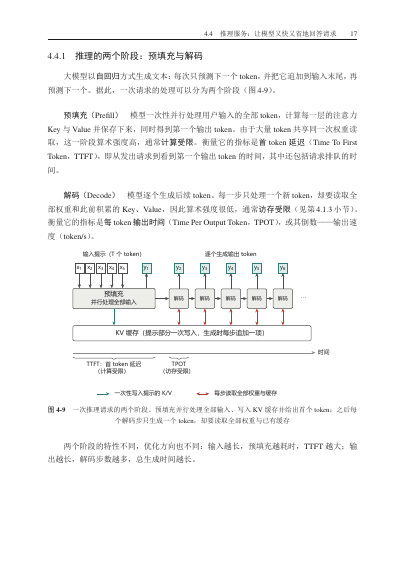 4.4 推理服务：让模型又快又省地回答请求 17
4.4.1 推理的两个阶段：预填充与解码
大模型以自回归方式生成文本：每次只预测下一个 token，并把它追加到输入末尾，再
预测下一个。据此，一次请求的处理可以分为两个阶段（图 4-9）。
预填充（Prefill） 模型一次性并行处理用户输入的全部 token，计算每一层的注意力
Key 与 Value 并保存下来，同时得到第一个输出 token。由于大量 token 共享同一次权重读
取，这一阶段算术强度高，通常计算受限。衡量它的指标是首 token 延迟（Time To First
Token，TTFT），即从发出请求到看到第一个输出 token 的时间，其中还包括请求排队的时
间。
解码（Decode） 模型逐个生成后续 token。每一步只处理一个新 token，却要读取全
部权重和此前累积的 Key、Value，因此算术强度很低，通常访存受限（见第 4.1.3 小节）。
衡量它的指标是每 token 输出时间（Time Per Output Token，TPOT），或其倒数——输出速
度（token/s）。
输入提示（T 个 token） 逐个生成输出 token
x₁ x₂ x₃ x₄ x₅ y₁ y₂ y₃ y₄ y₅ y₆
预填充
并行处理全部输入
解码 解码 解码 解码 解码 …
KV 缓存（提示部分一次写入，生成时每步追加一项）
时间
TTFT：首 token 延迟
（计算受限）
TPOT
（访存受限）
一次性写入提示的 K/V 每步读取全部权重与缓存
图 4-9 一次推理请求的两个阶段。预填充并行处理全部输入、写入 KV 缓存并给出首个 token；之后每
个解码步只生成一个 token，却要读取全部权重与已有缓存
两个阶段的特性不同，优化方向也不同：输入越长，预填充越耗时，TTFT 越大；输
出越长，解码步数越多，总生成时间越长。